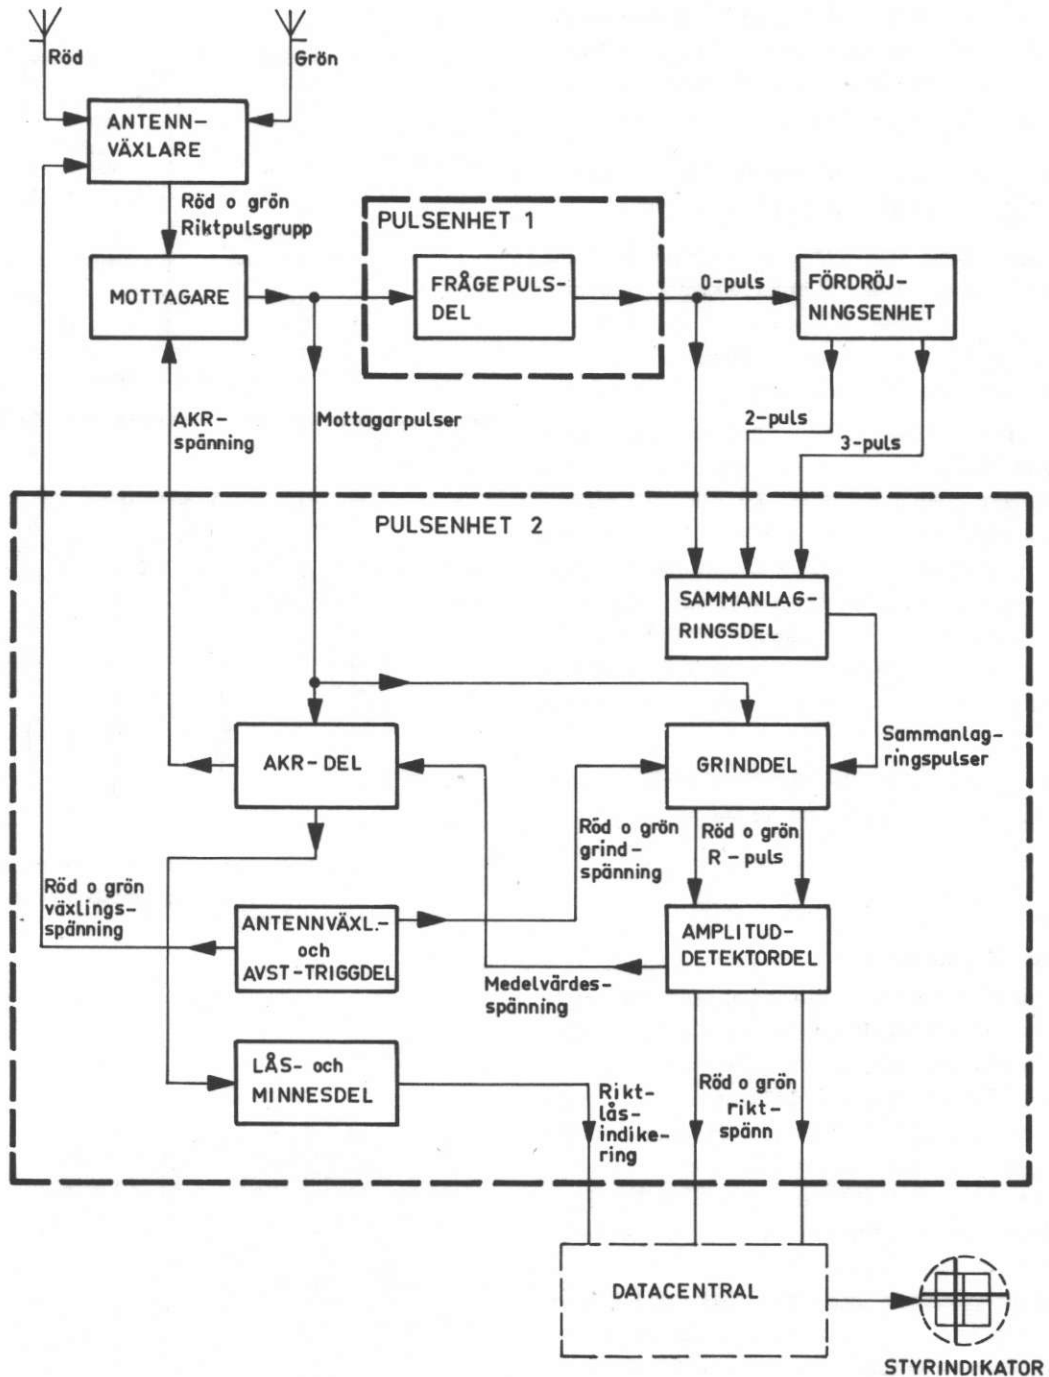 Röd
Grön
ANTENN-
VÄXLARE
Röd o grön
Riktpulsgrupp
PULSENHET 1
MOTTAGARE
FRÅGEPULS-
DEL
0-puls
FÖRDRÖJ-
NINGSENHET
AKR-
spänning
Mottagarpulser
2-puls
3-puls
PULSENHET 2
SAMMANLAG-
RINGSDEL
AKR-DEL
GRINDDEL
Sammanlag-
ringspulser
Röd o grön
grind-
spänning
Röd o grön
R-puls
Röd o grön
växlings-
spänning
ANTENNVÄXL.-
och
AVST-TRIGGDEL
AMPLITUD-
DETEKTORDEL
Medelvärdes-
spänning
LÅS- och
MINNESDEL
Rikt-
lås-
indike-
ring
Röd o grön
rikt-
spänn
DATACENTRAL
STYRINDIKATOR